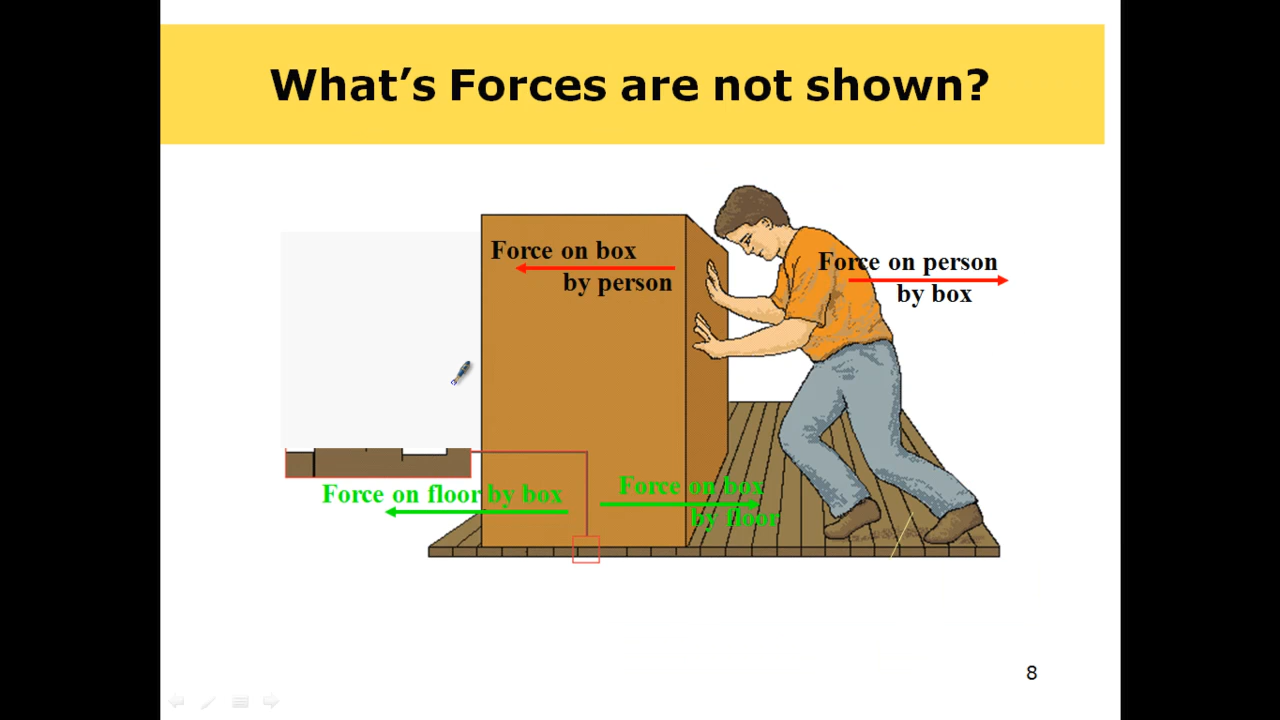 What’s Forces are not shown?
Force on box
by person
Force on person
by box
Force on floor by box
Force on box
by floor
8